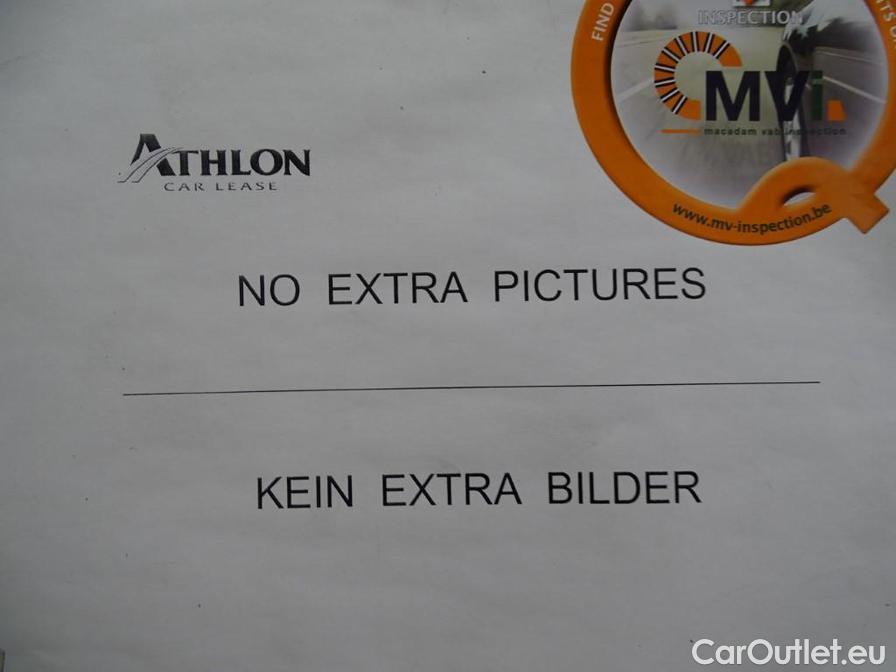 FIND
INSPECTION
MVi.
macadam vab inspection
www.mv-inspection.be
ATHLON
CAR LEASE
NO EXTRA PICTURES
KEIN EXTRA BILDER
CarOutlet.eu